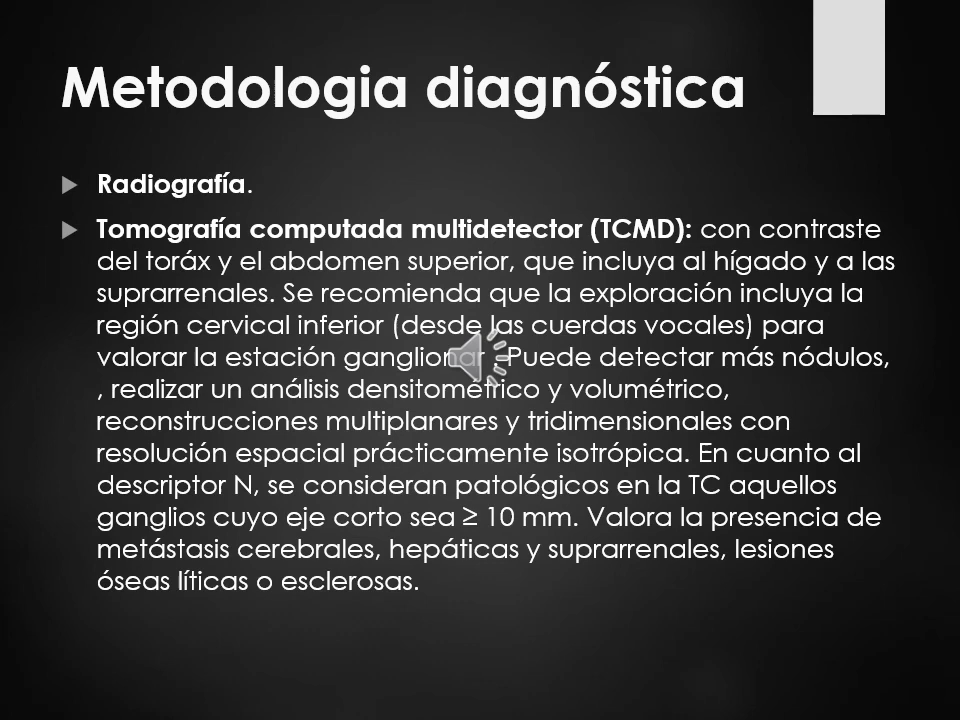 Metodologia diagnóstica
Radiografía.
Tomografía computada multidetector (TCMD): con contraste
del toráx y el abdomen superior, que incluya al hígado y a las
suprarrenales. Se recomienda que la exploración incluya la
región cervical inferior (desde las cuerdas vocales) para
valorar la estación ganglionar . Puede detectar más nódulos,
, realizar un análisis densitométrico y volumétrico,
reconstrucciones multiplanares y tridimensionales con
resolución espacial prácticamente isotrópica. En cuanto al
descriptor N, se consideran patológicos en la TC aquellos
ganglios cuyo eje corto sea ≥ 10 mm. Valora la presencia de
metástasis cerebrales, hepáticas y suprarrenales, lesiones
óseas líticas o esclerosas.